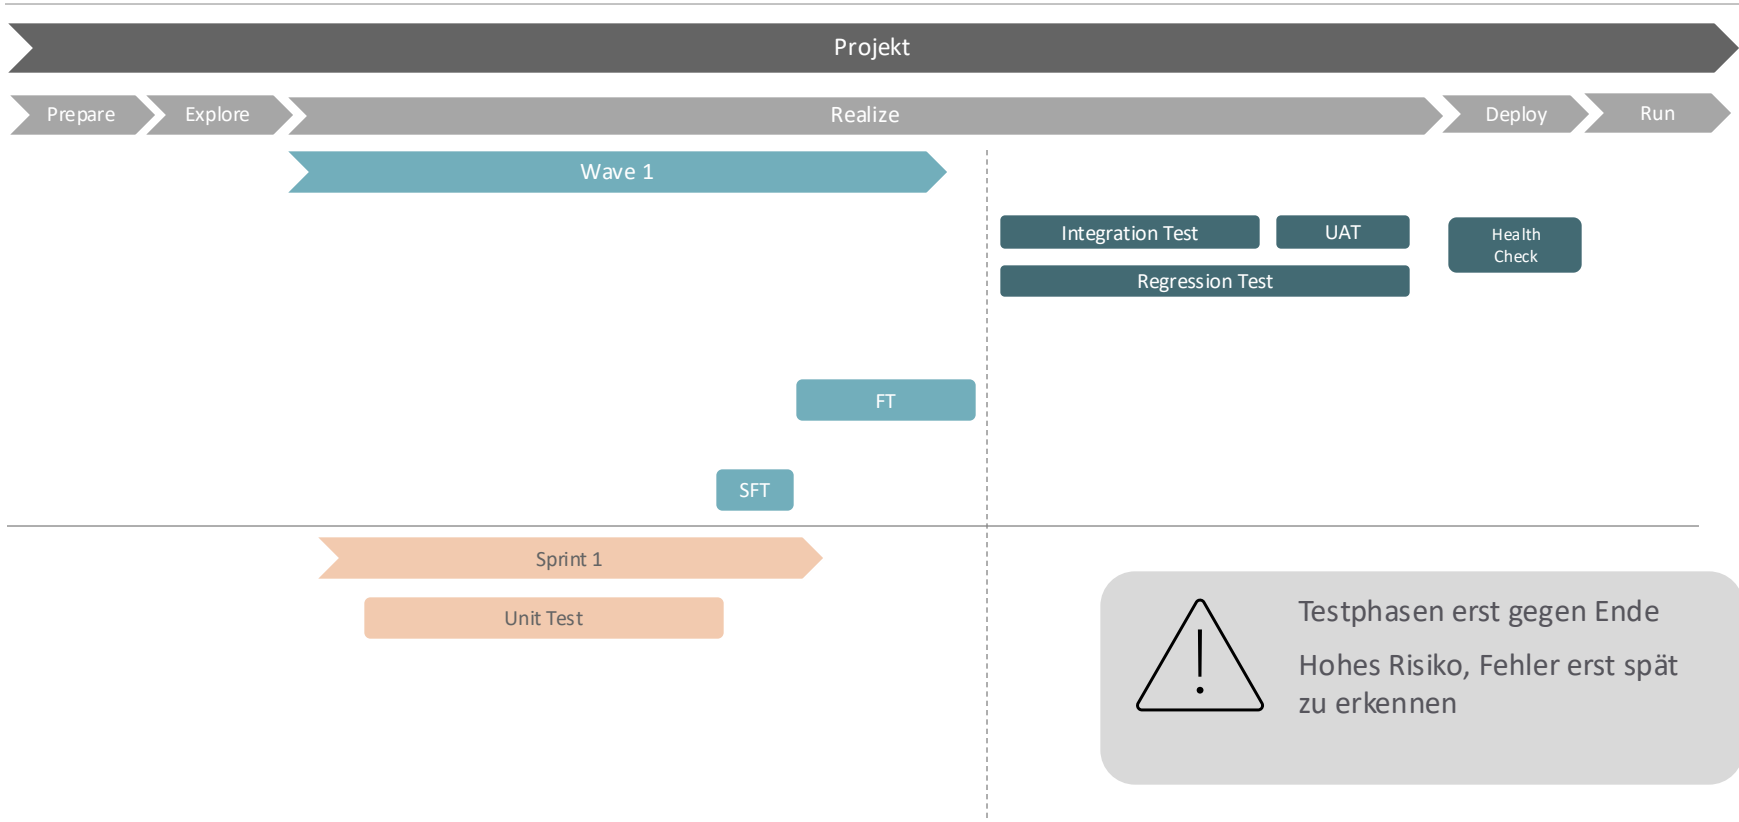 Projekt
Prepare
Explore
Realize
Deploy
Run
Wave 1
Integration Test
UAT
Health
Check
Regression Test
FT
SFT
Sprint 1
Unit Test
Testphasen erst gegen Ende
Hohes Risiko, Fehler erst spät
zu erkennen